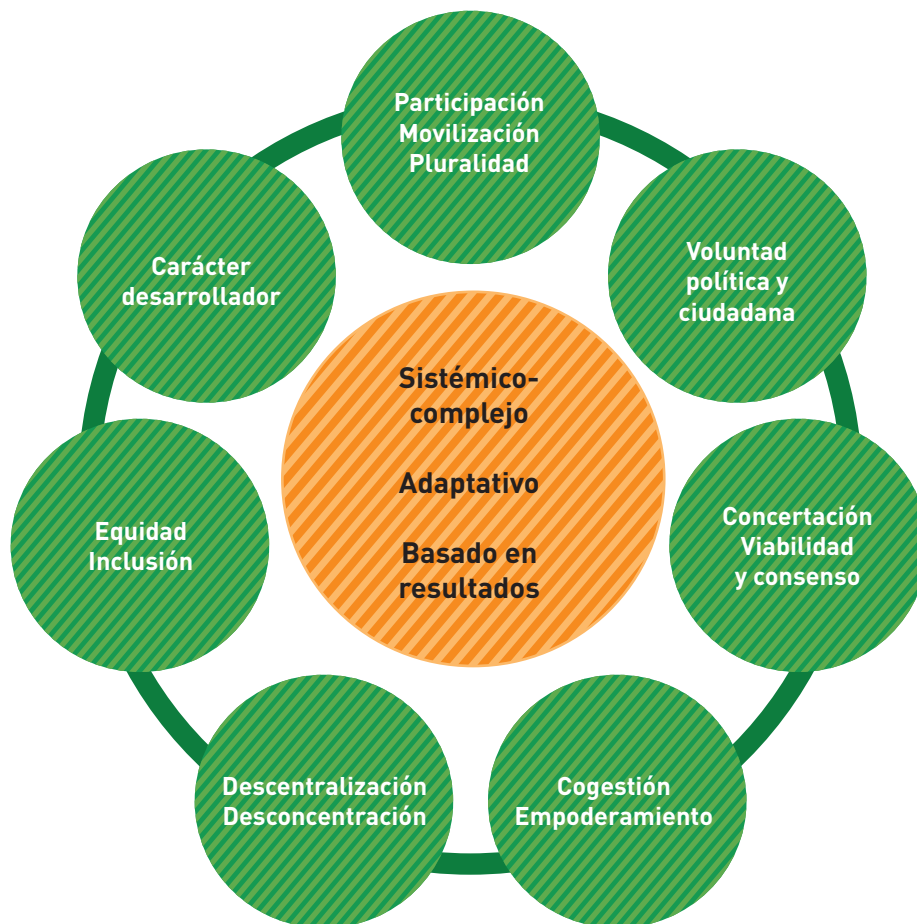 Participación
Movilización
Pluralidad
Voluntad
política y
ciudadana
Concertación
Viabilidad
y consenso
Cogestión
Empoderamiento
Descentralización
Desconcentración
Equidad
Inclusión
Carácter
desarrollador
Sistémico-
complejo
Adaptativo
Basado en
resultados